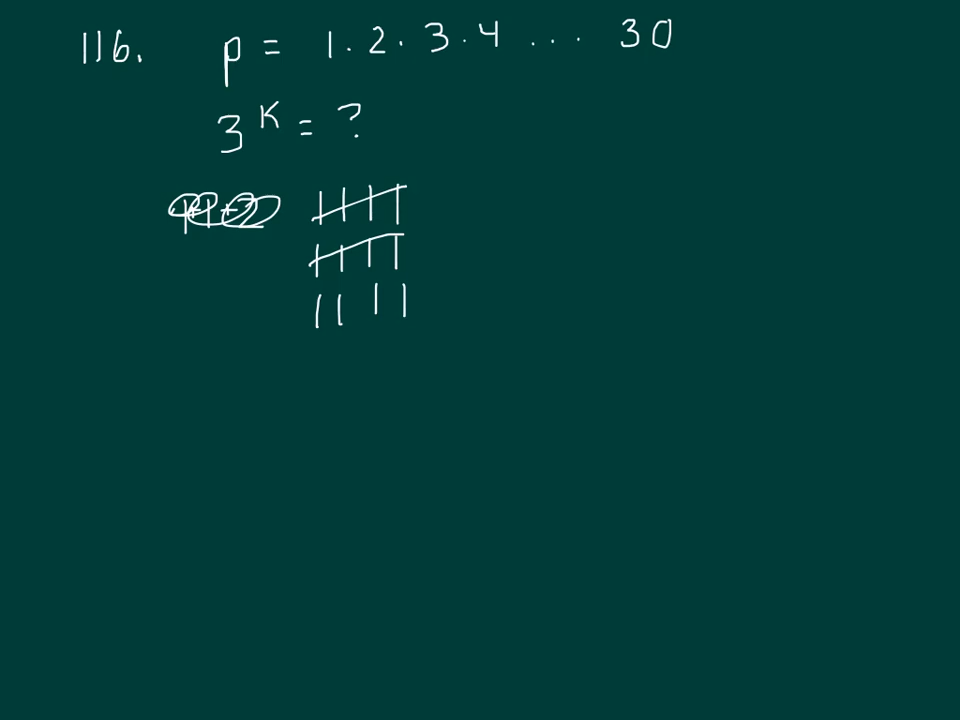 116. p = 1 · 2 · 3 · 4 ... 30
3^K = ?